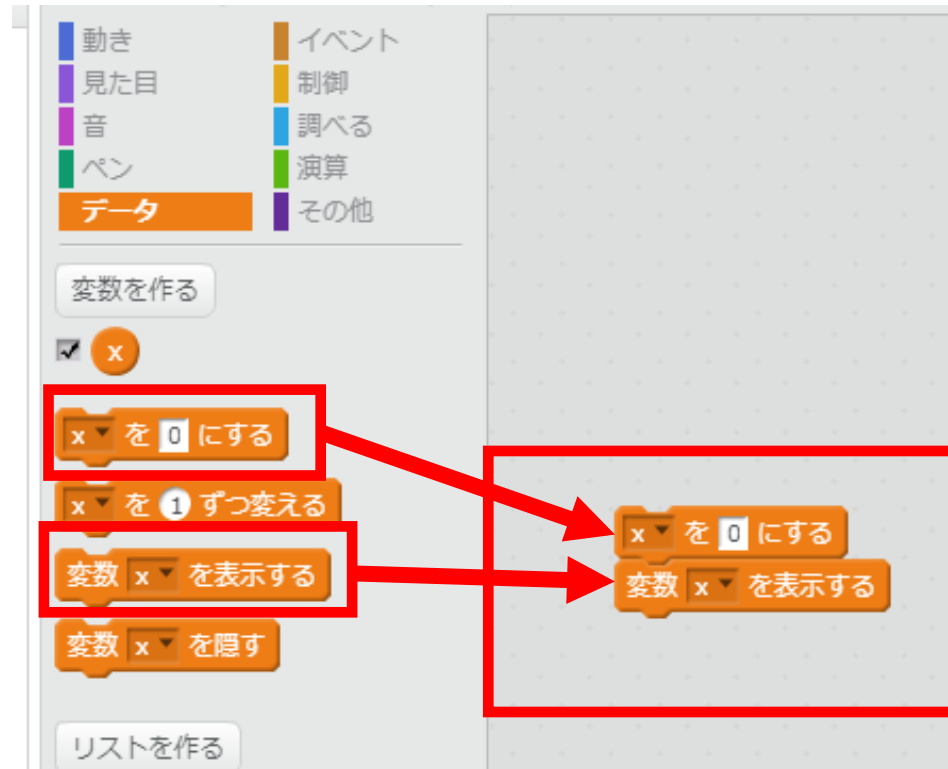 動き
イベント
見た目
制御
音
調べる
ペン
演算
データ
その他
変数を作る
x
x を 0 にする
x を 1 ずつ変える
変数 x を表示する
変数 x を隠す
リストを作る
x を 0 にする
変数 x を表示する